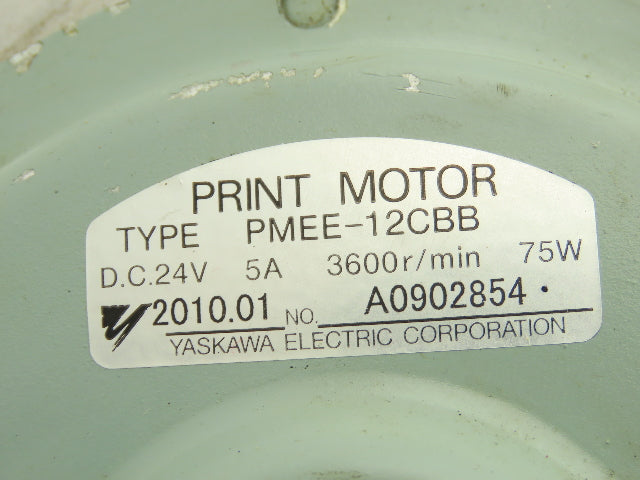 PRINT MOTOR
TYPE PMEE-12CBB
D.C.24V 5A 3600r/min 75W
2010.01 NO. A0902854.
YASKAWA ELECTRIC CORPORATION